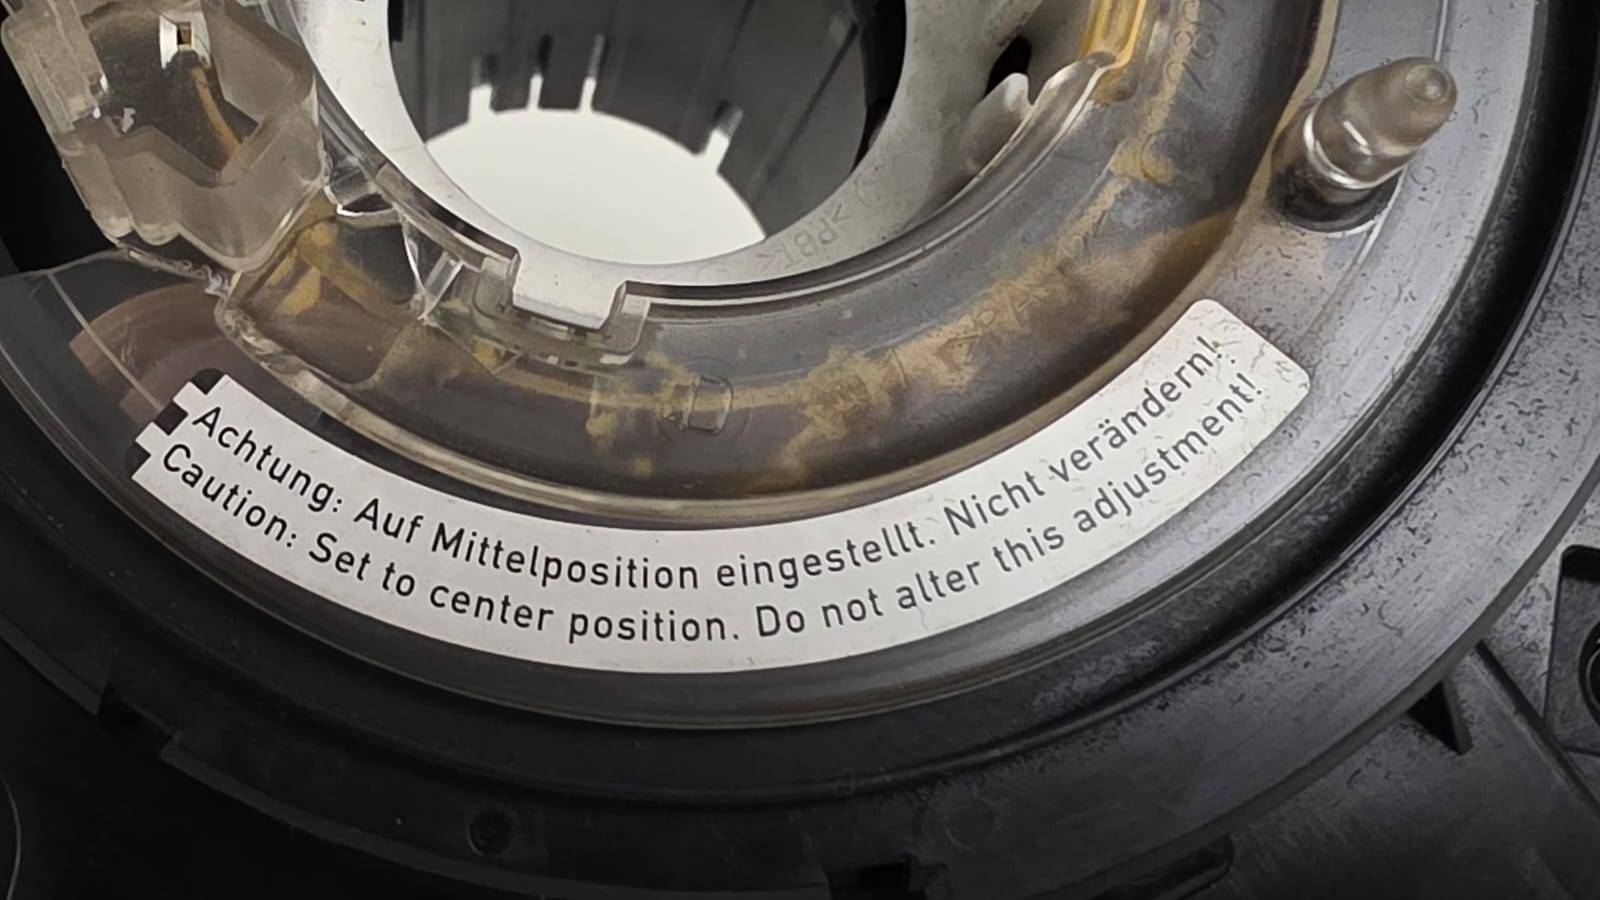 Achtung: Auf Mittelposition eingestellt. Nicht verändern!
Caution: Set to center position. Do not alter this adjustment!